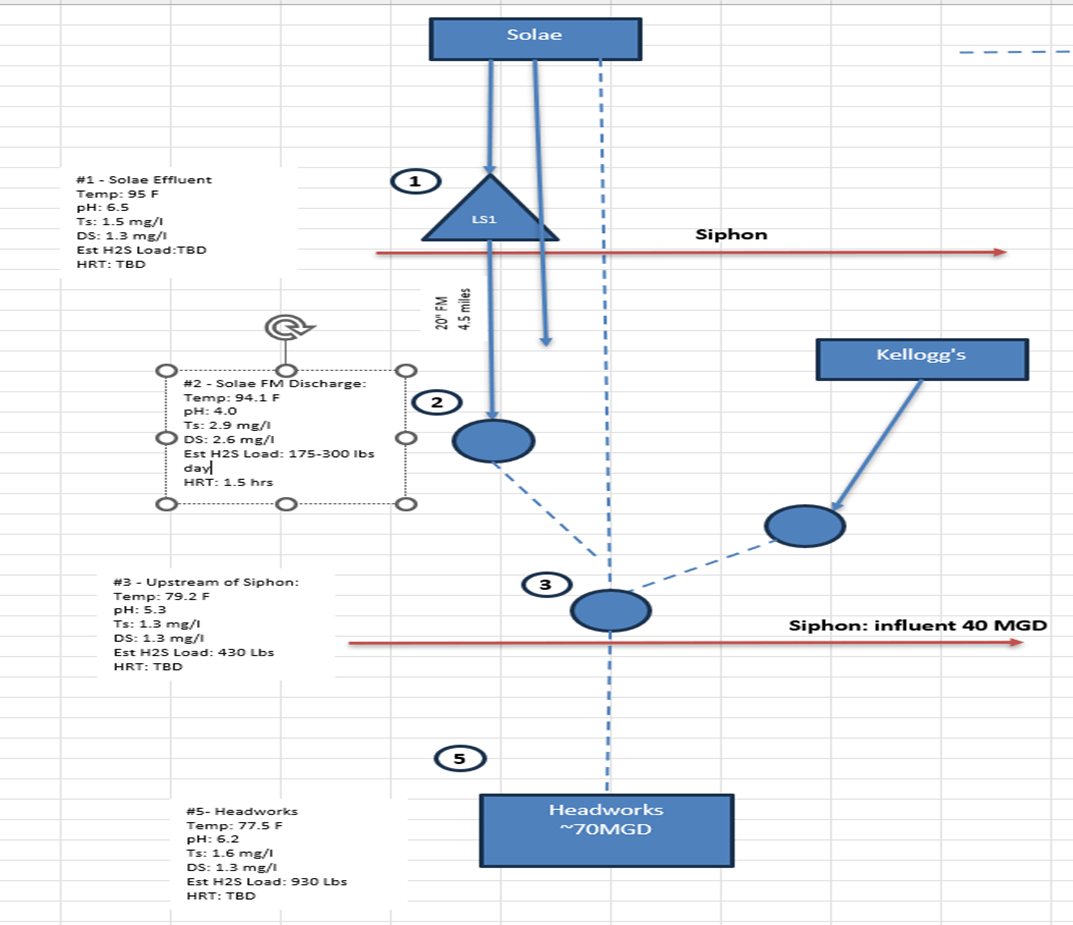 Solae
#1 - Solae Effluent
Temp: 95 F
pH: 6.5
Ts: 1.5 mg/l
DS: 1.3 mg/l
Est H2S Load:TBD
HRT: TBD
1
LS1
Siphon
20" FM
4.5 miles
Kellogg's
#2 - Solae FM Discharge:
Temp: 94.1 F
pH: 4.0
Ts: 2.9 mg/l
DS: 2.6 mg/l
Est H2S Load: 175-300 lbs
day
HRT: 1.5 hrs
2
3
#3 - Upstream of Siphon:
Temp: 79.2 F
pH: 5.3
Ts: 1.3 mg/l
DS: 1.3 mg/l
Est H2S Load: 430 Lbs
HRT: TBD
Siphon: influent 40 MGD
5
Headworks
~70MGD
#5- Headworks
Temp: 77.5 F
pH: 6.2
Ts: 1.6 mg/l
DS: 1.3 mg/l
Est H2S Load: 930 Lbs
HRT: TBD